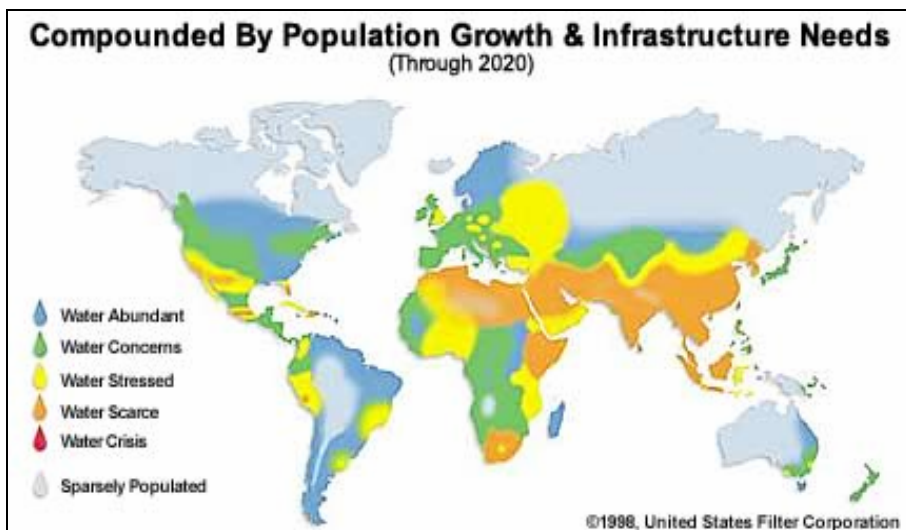 Compounded By Population Growth & Infrastructure Needs
(Through 2020)
Water Abundant
Water Concerns
Water Stressed
Water Scarce
Water Crisis
Sparsely Populated
©1998, United States Filter Corporation